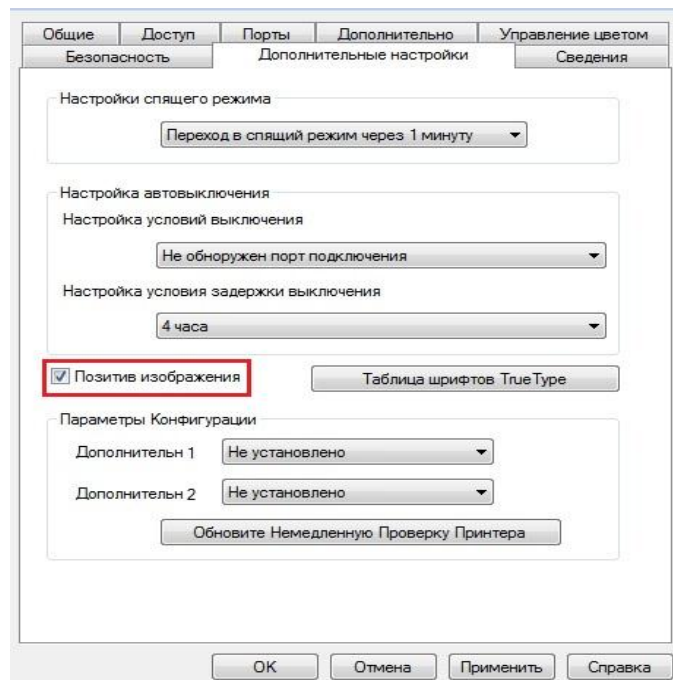 Общие Доступ Порты Дополнительно Управление цветом
Безопасность Дополнительные настройки Сведения
Настройки спящего режима
Переход в спящий режим через 1 минуту
Настройка автовыключения
Настройка условий выключения
Не обноружен порт подключения
Настройка условия задержки выключения
4 часа
Позитив изображения Таблица шрифтов TrueType
Параметры Конфигурации
Дополнительн 1 Не установлено
Дополнительн 2 Не установлено
Обновите Немедленную Проверку Принтера
OK Отмена Применить Справка